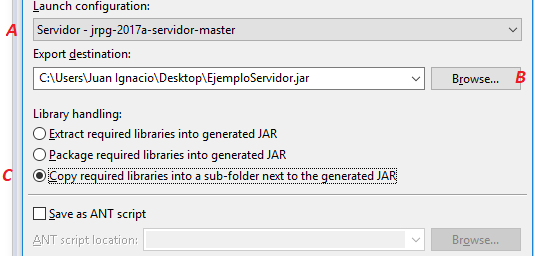 Launch configuration:
A Servidor - jrpg-2017a-servidor-master
Export destination:
C:\Users\Juan Ignacio\Desktop\EjemploServidor.jar Browse... B
Library handling:
Extract required libraries into generated JAR
Package required libraries into generated JAR
C Copy required libraries into a sub-folder next to the generated JAR
Save as ANT script
ANT script location: Browse...